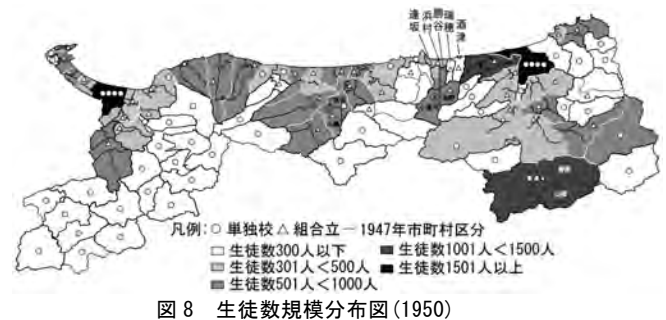 逢坂
浜村
勝谷
瑞穂
酒津
凡例:○ 単独校 △ 組合立 ― 1947年市町村区分
生徒数300人以下
生徒数1001人<1500人
生徒数301人<500人
生徒数1501人以上
生徒数501人<1000人
図8 生徒数規模分布図(1950)